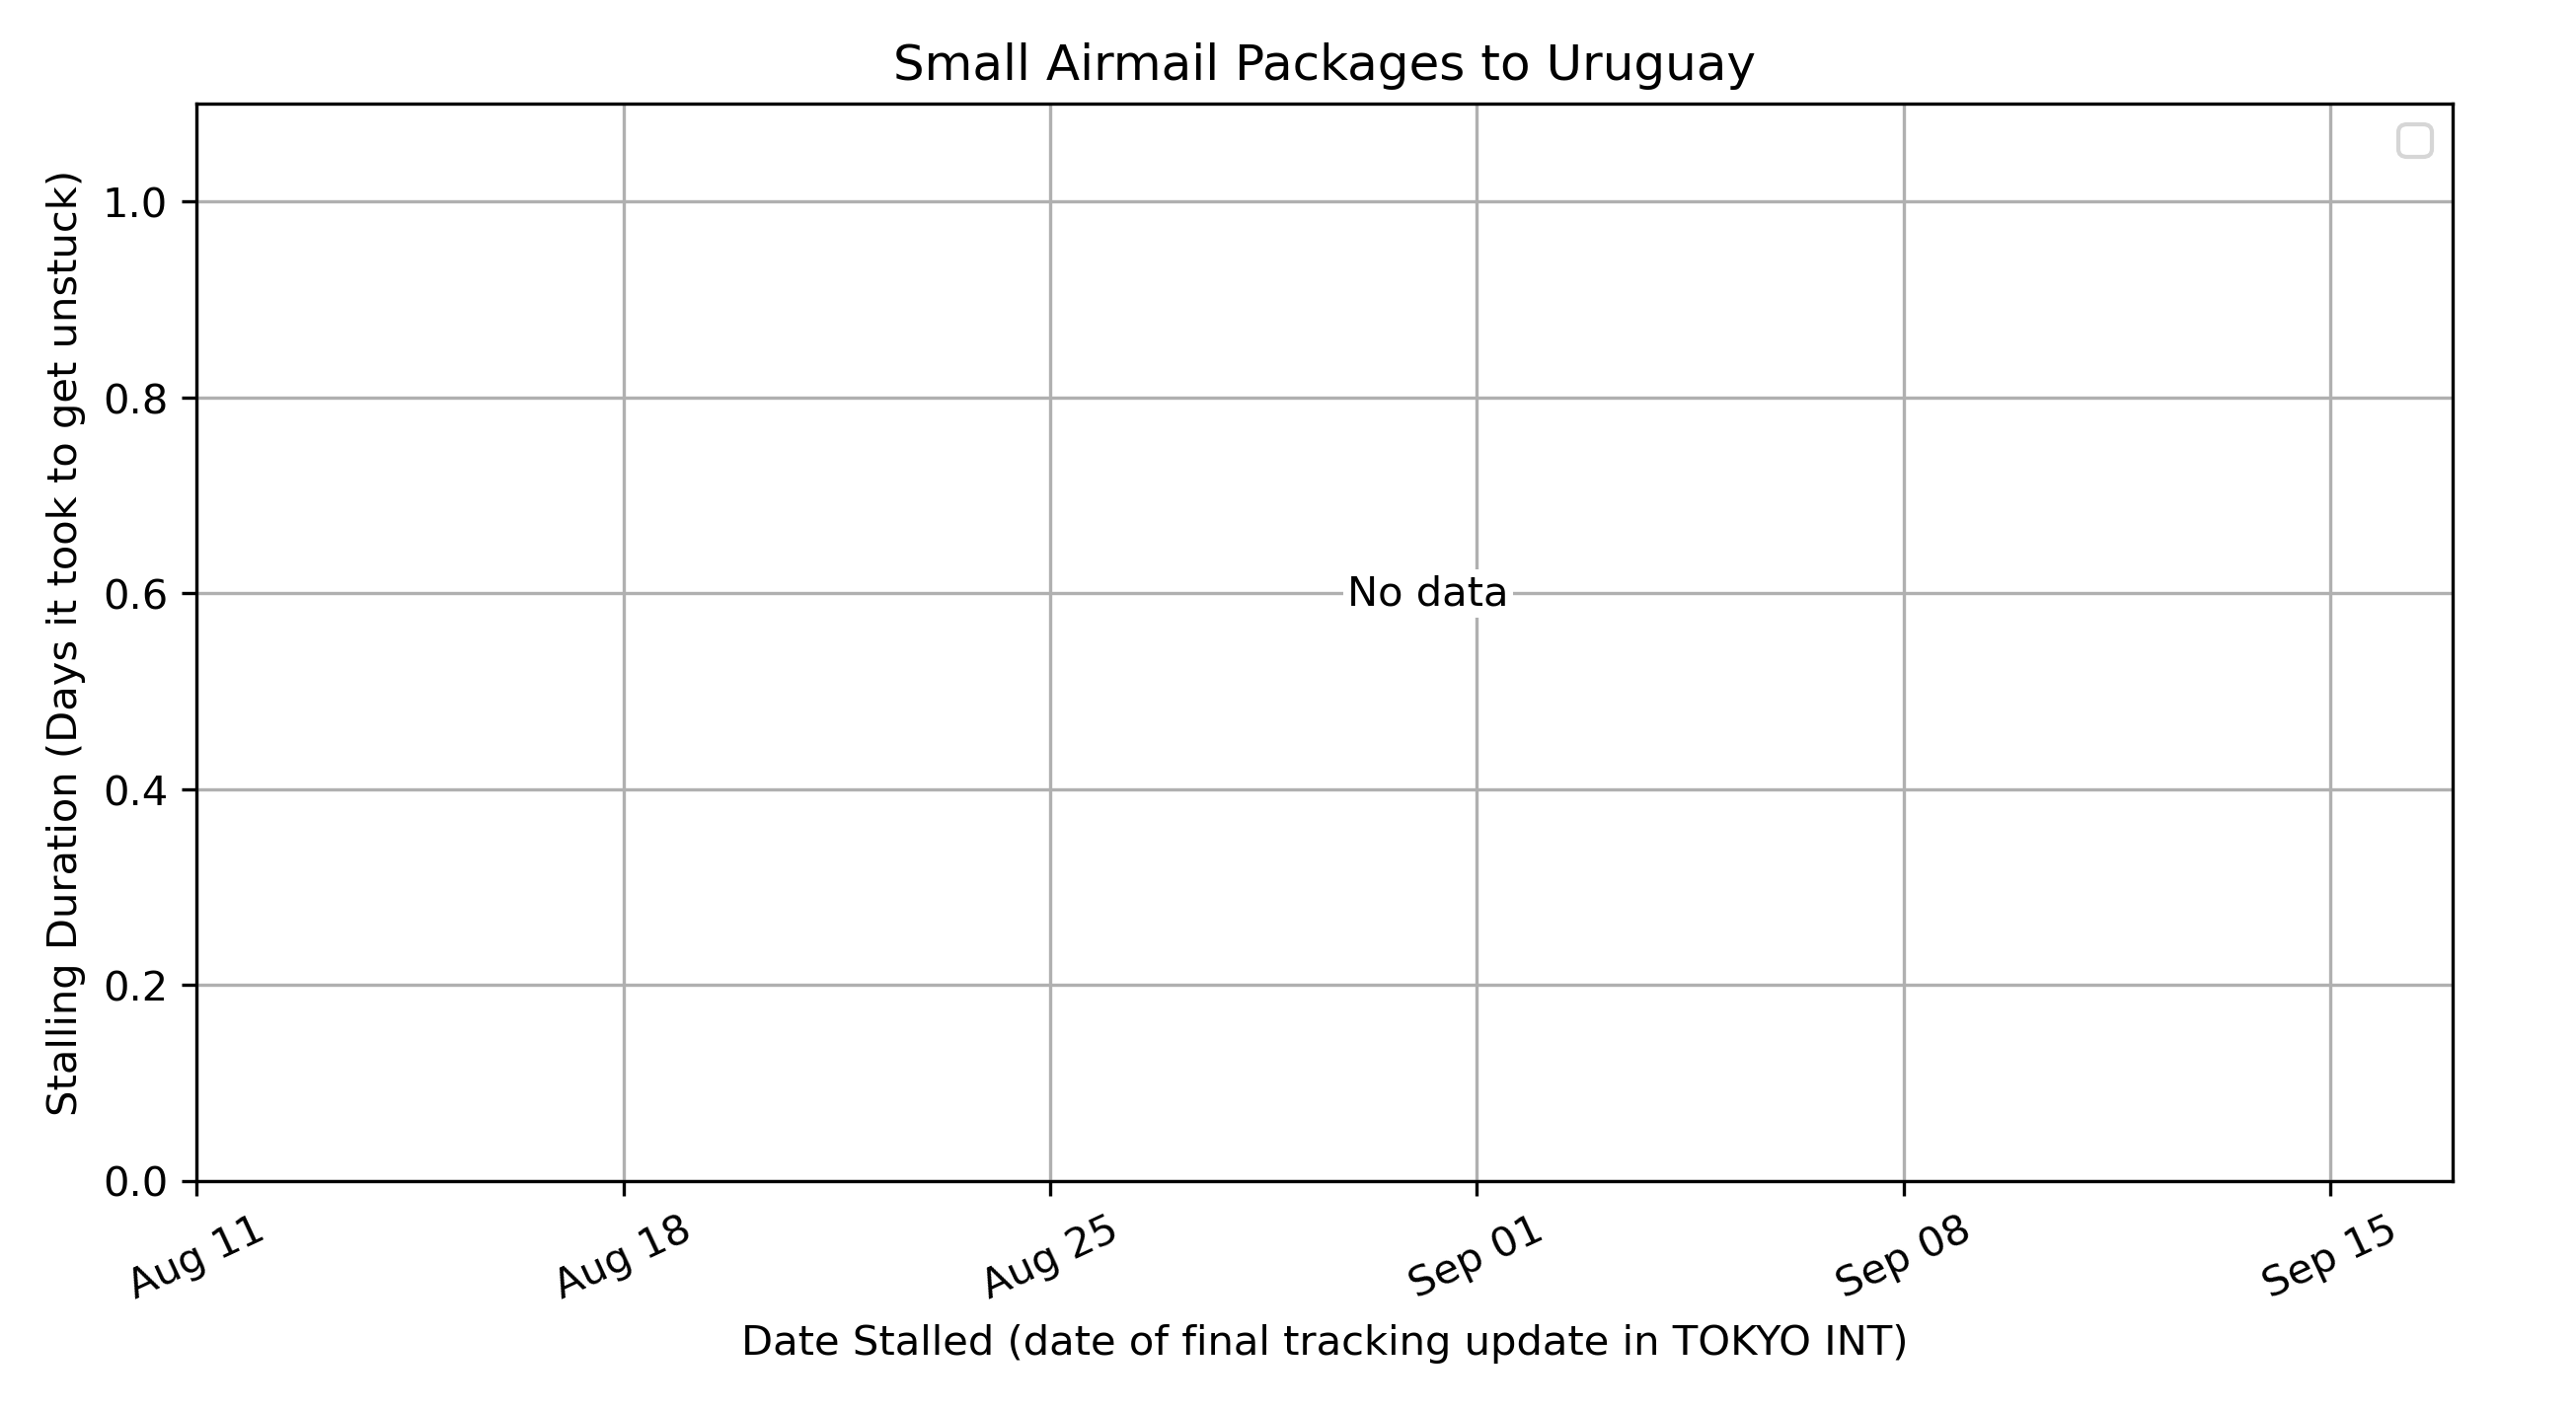 Small Airmail Packages to Uruguay
Stalling Duration (Days it took to get unstuck)
1.0
0.8
0.6
0.4
0.2
0.0
No data
Aug 11
Aug 18
Aug 25
Sep 01
Sep 08
Sep 15
Date Stalled (date of final tracking update in TOKYO INT)